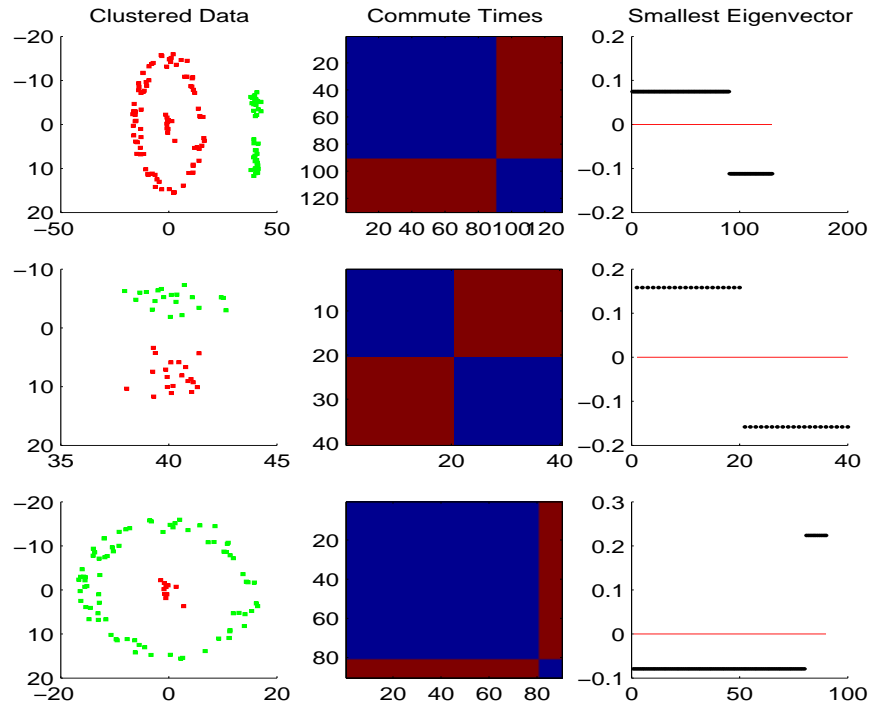 Clustered Data Commute Times Smallest Eigenvector
−20 −10 0 10 20
−50 0 50
20 40 60 80 100 120
20 40 60 80 100 120
0.2 0.1 0 −0.1 −0.2
0 100 200
−10 0 10 20
35 40 45
10 20 30 40
20 40
0.2 0.1 0 −0.1 −0.2
0 20 40
−20 −10 0 10 20
−20 0 20
20 40 60 80
20 40 60 80
0.3 0.2 0.1 0 −0.1
0 50 100